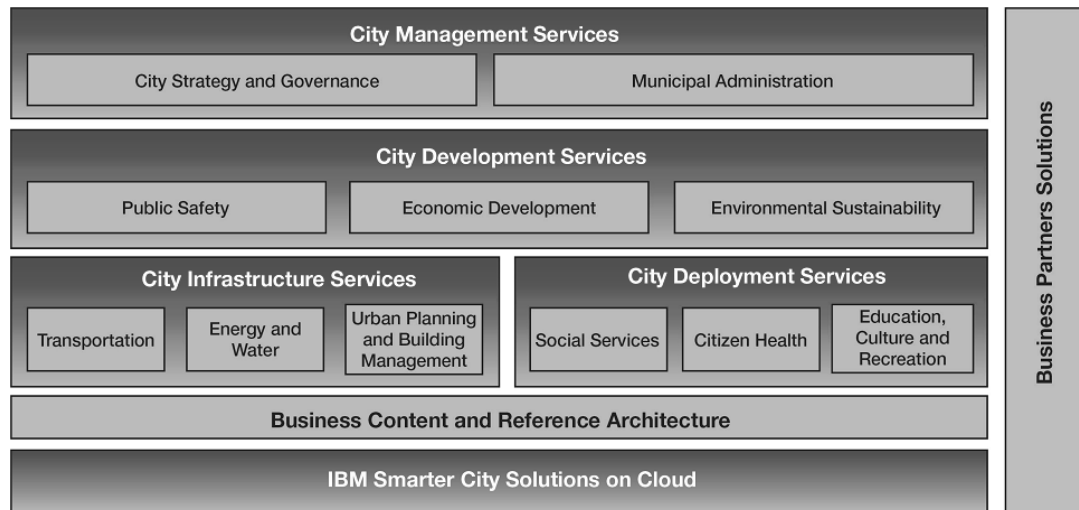 City Management Services
City Strategy and Governance
Municipal Administration
City Development Services
Public Safety
Economic Development
Environmental Sustainability
City Infrastructure Services
Transportation
Energy and
Water
Urban Planning
and Building
Management
City Deployment Services
Social Services
Citizen Health
Education,
Culture and
Recreation
Business Content and Reference Architecture
IBM Smarter City Solutions on Cloud
Business Partners Solutions